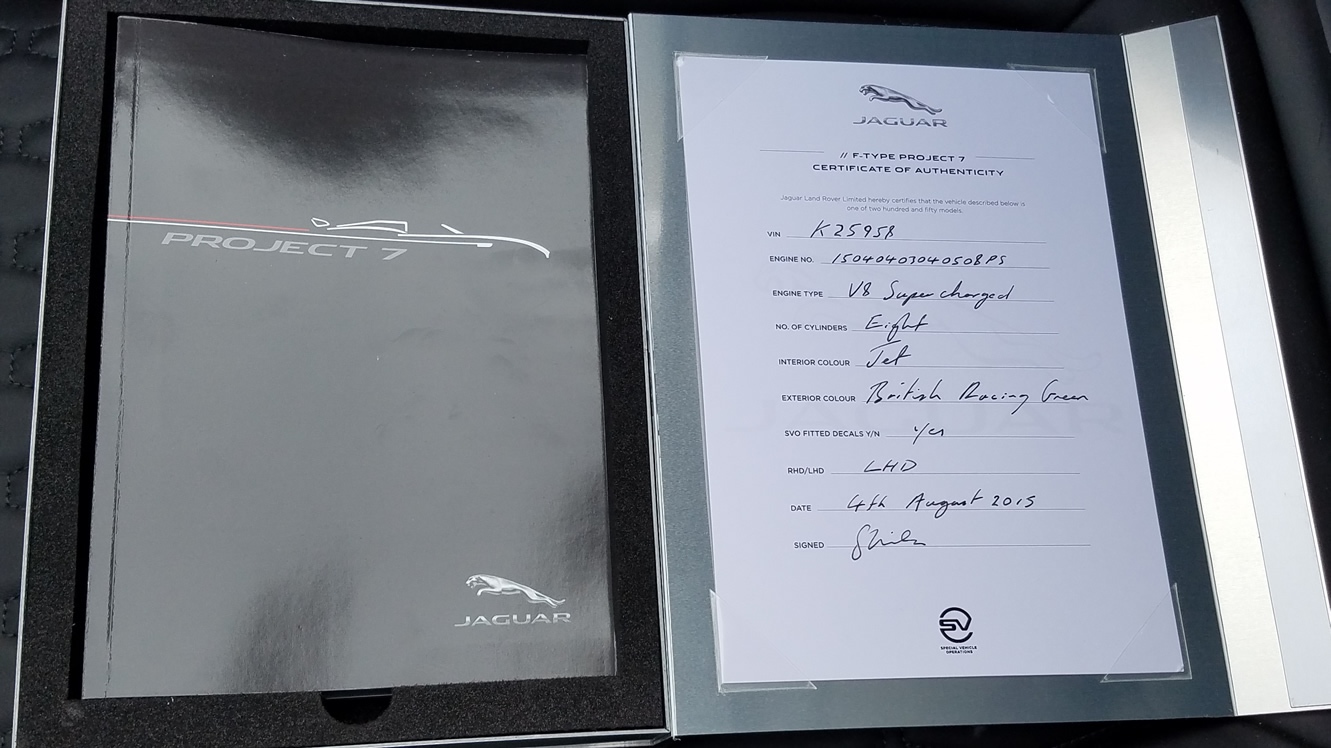 PROJECT 7
JAGUAR
JAGUAR
// F-TYPE PROJECT 7
CERTIFICATE OF AUTHENTICITY
Jaguar Land Rover Limited hereby certifies that the vehicle described below is
one of two hundred and fifty models.
VIN K25958
ENGINE NO. 15040403040508PS
ENGINE TYPE V8 Supercharged
NO. OF CYLINDERS Eight
INTERIOR COLOUR Jet
EXTERIOR COLOUR British Racing Green
SVO FITTED DECALS Y/N Yes
RHD/LHD LHD
DATE 4th August 2015
SIGNED
SV
SPECIAL VEHICLE
OPERATIONS